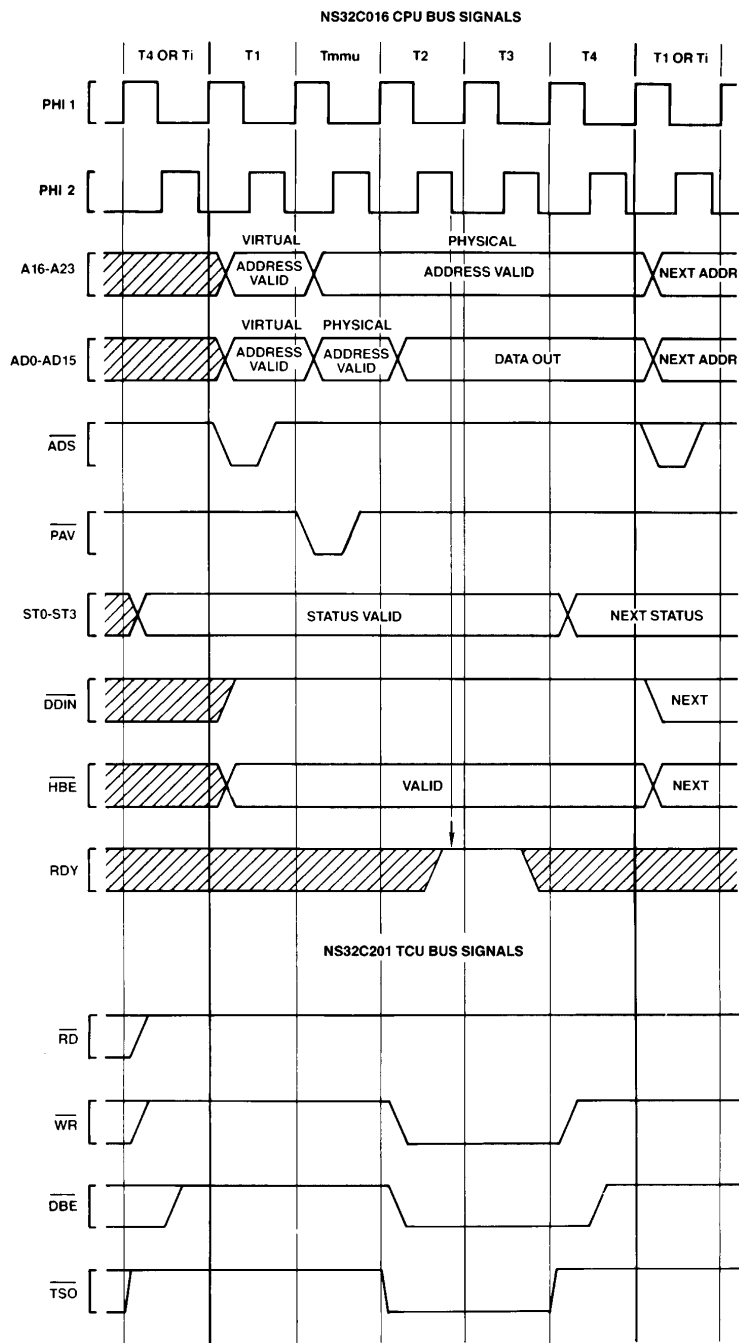 NS32C016 CPU BUS SIGNALS
T4 OR Ti T1 Tmmu T2 T3 T4 T1 OR Ti
PHI 1
PHI 2
VIRTUAL PHYSICAL
A16-A23 ADDRESS VALID ADDRESS VALID NEXT ADDR
VIRTUAL PHYSICAL
AD0-AD15 ADDRESS VALID ADDRESS VALID DATA OUT NEXT ADDR
ADS
PAV
ST0-ST3 STATUS VALID NEXT STATUS
DDIN NEXT
HBE VALID NEXT
RDY
NS32C201 TCU BUS SIGNALS
RD
WR
DBE
TSO